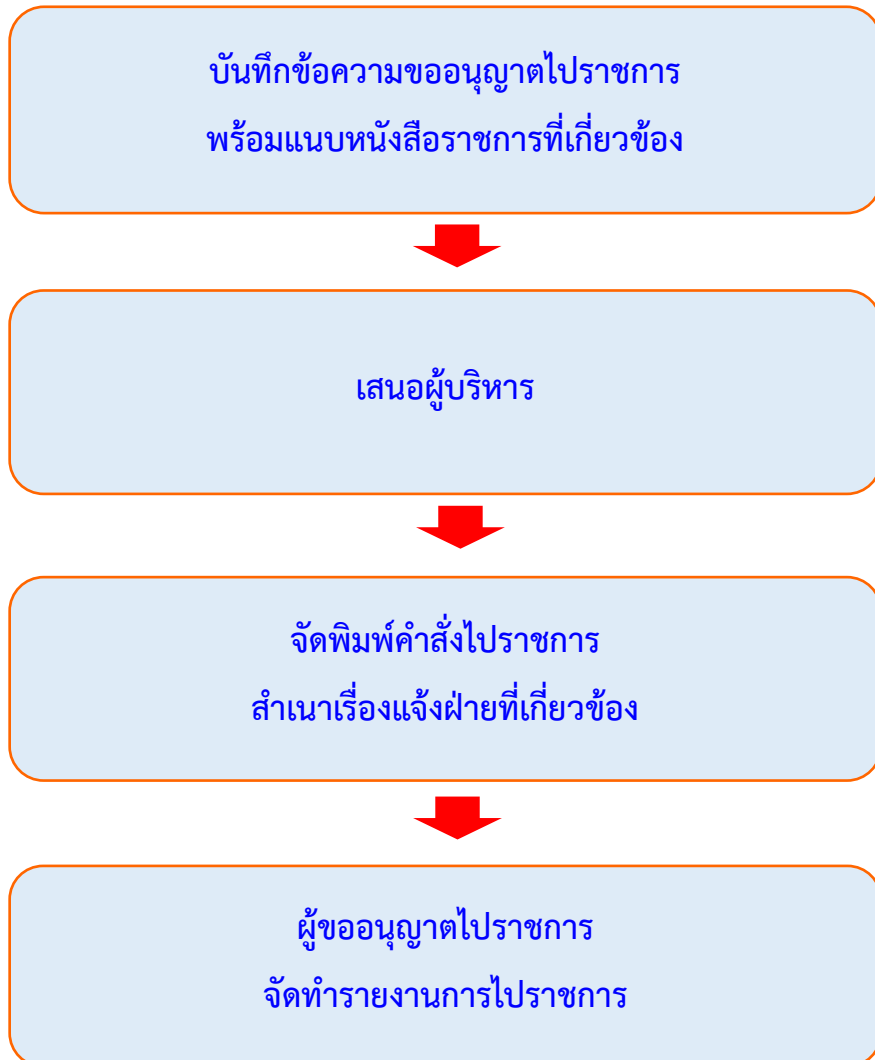 บันทึกข้อความขออนุญาตไปราชการ
พร้อมแนบหนังสือราชการที่เกี่ยวข้อง
เสนอผู้บริหาร
จัดพิมพ์คำสั่งไปราชการ
สำเนาเรื่องแจ้งฝ่ายที่เกี่ยวข้อง
ผู้ขออนุญาตไปราชการ
จัดทำรายงานการไปราชการ